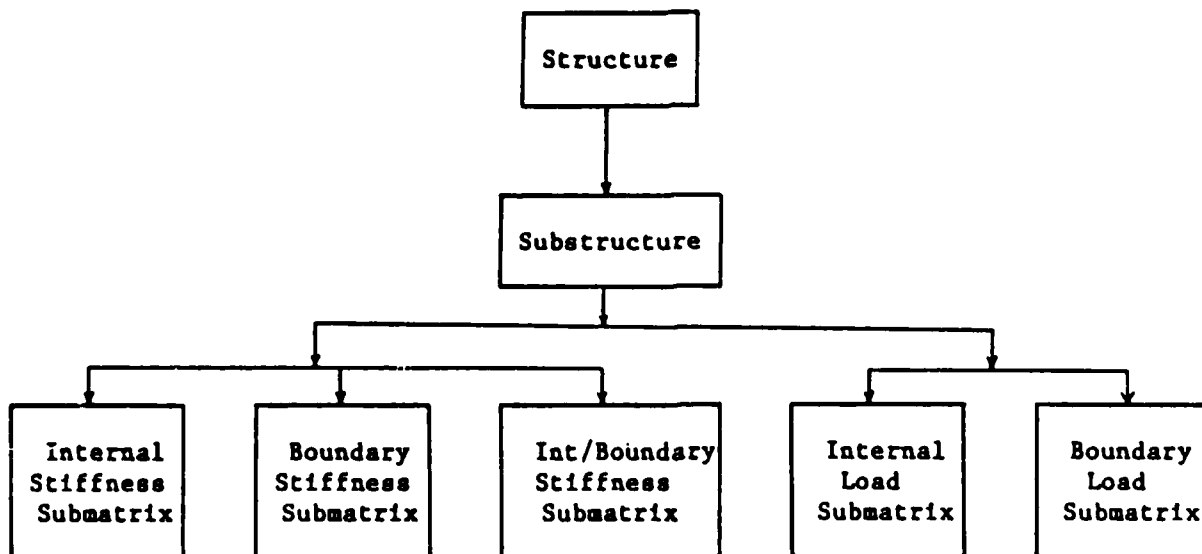 Structure
Substructure
Internal
Stiffness
Submatrix
Boundary
Stiffness
Submatrix
Int/Boundary
Stiffness
Submatrix
Internal
Load
Submatrix
Boundary
Load
Submatrix